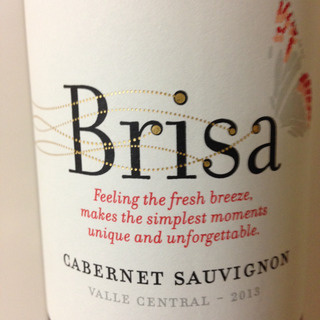 Brisa
Feeling the fresh breeze,
makes the simplest moments
unique and unforgettable.
CABERNET SAUVIGNON
VALLE CENTRAL - 2013